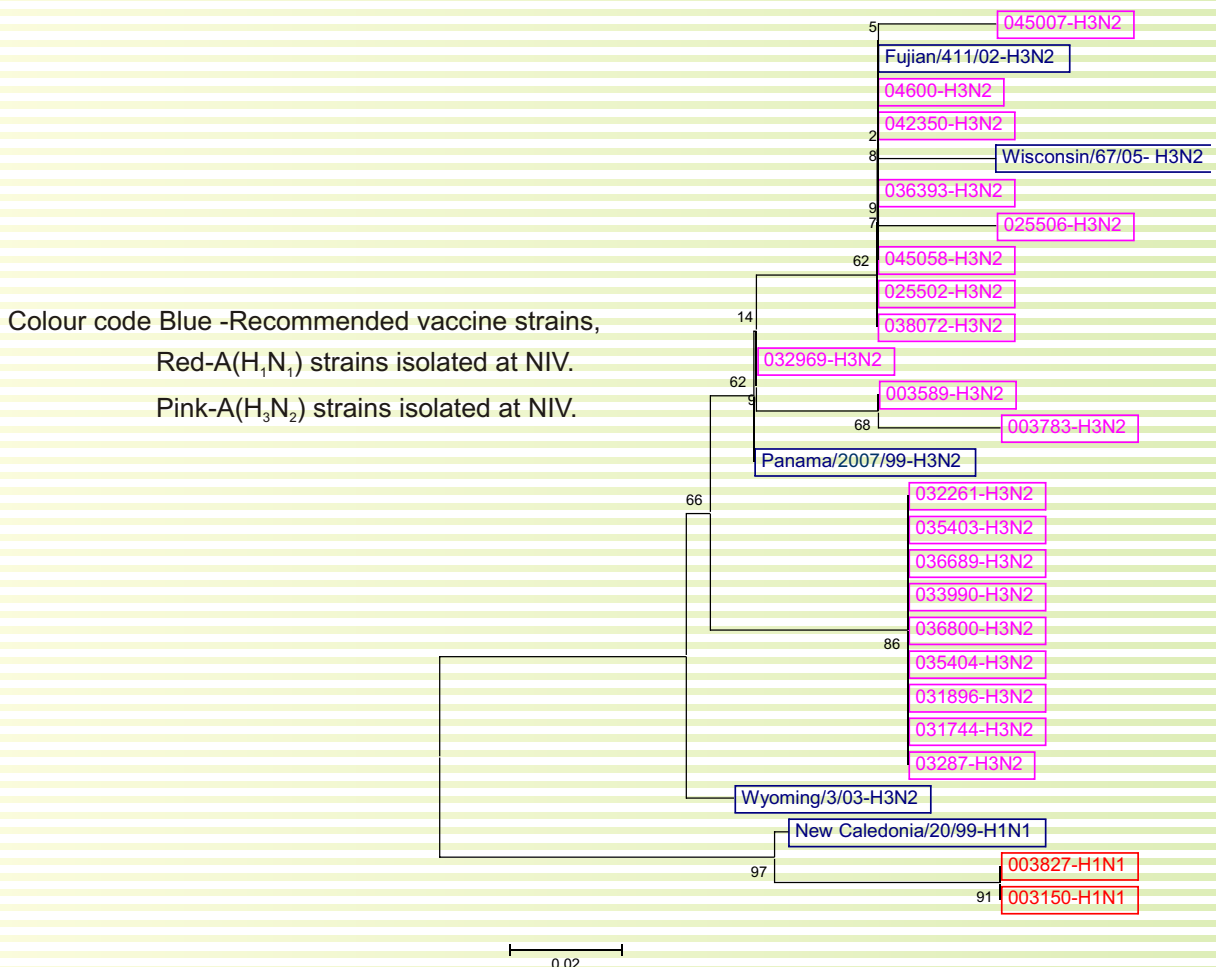 045007-H3N2
5
Fujian/411/02-H3N2
04600-H3N2
042350-H3N2
2
8
Wisconsin/67/05- H3N2
036393-H3N2
9
7
025506-H3N2
045058-H3N2
62
025502-H3N2
14
038072-H3N2
Colour code Blue -Recommended vaccine strains,
Red-A(H₁N₁) strains isolated at NIV.
Pink-A(H₃N₂) strains isolated at NIV.
032969-H3N2
62
9
003589-H3N2
68
003783-H3N2
Panama/2007/99-H3N2
66
032261-H3N2
035403-H3N2
036689-H3N2
033990-H3N2
036800-H3N2
86
035404-H3N2
031896-H3N2
031744-H3N2
03287-H3N2
Wyoming/3/03-H3N2
New Caledonia/20/99-H1N1
97
003827-H1N1
91
003150-H1N1
0.02